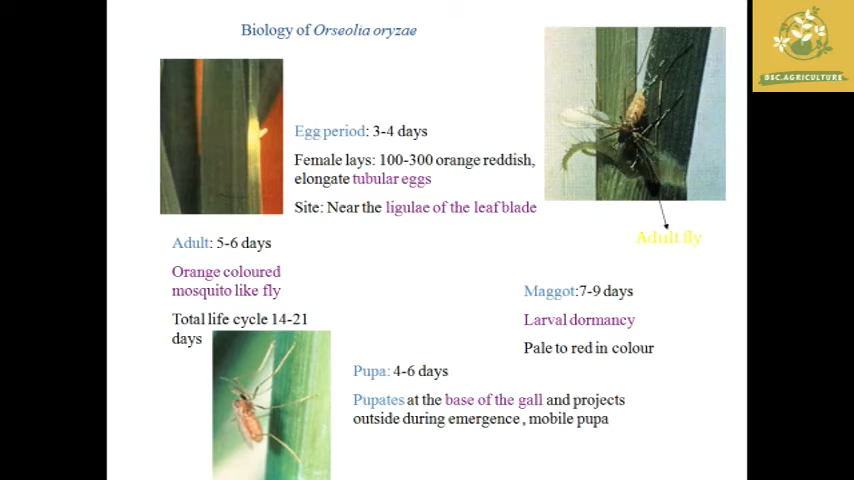 Biology of Orseolia oryzae
BSC.AGRICULTURE
Egg period: 3-4 days
Female lays: 100-300 orange reddish,
elongate tubular eggs
Site: Near the ligulae of the leaf blade
Adult fly
Adult: 5-6 days
Orange coloured
mosquito like fly
Total life cycle 14-21
days
Maggot:7-9 days
Larval dormancy
Pale to red in colour
Pupa: 4-6 days
Pupates at the base of the gall and projects
outside during emergence , mobile pupa